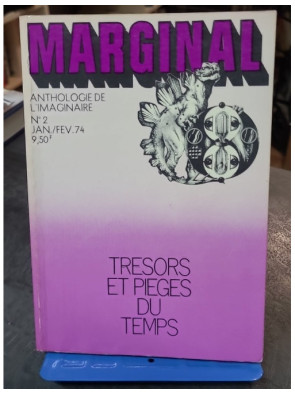 MARGINAL
ANTHOLOGIE DE
L'IMAGINAIRE
N° 2
JAN./FEV. 74
9,50F
TRESORS
ET PIEGES
DU
TEMPS